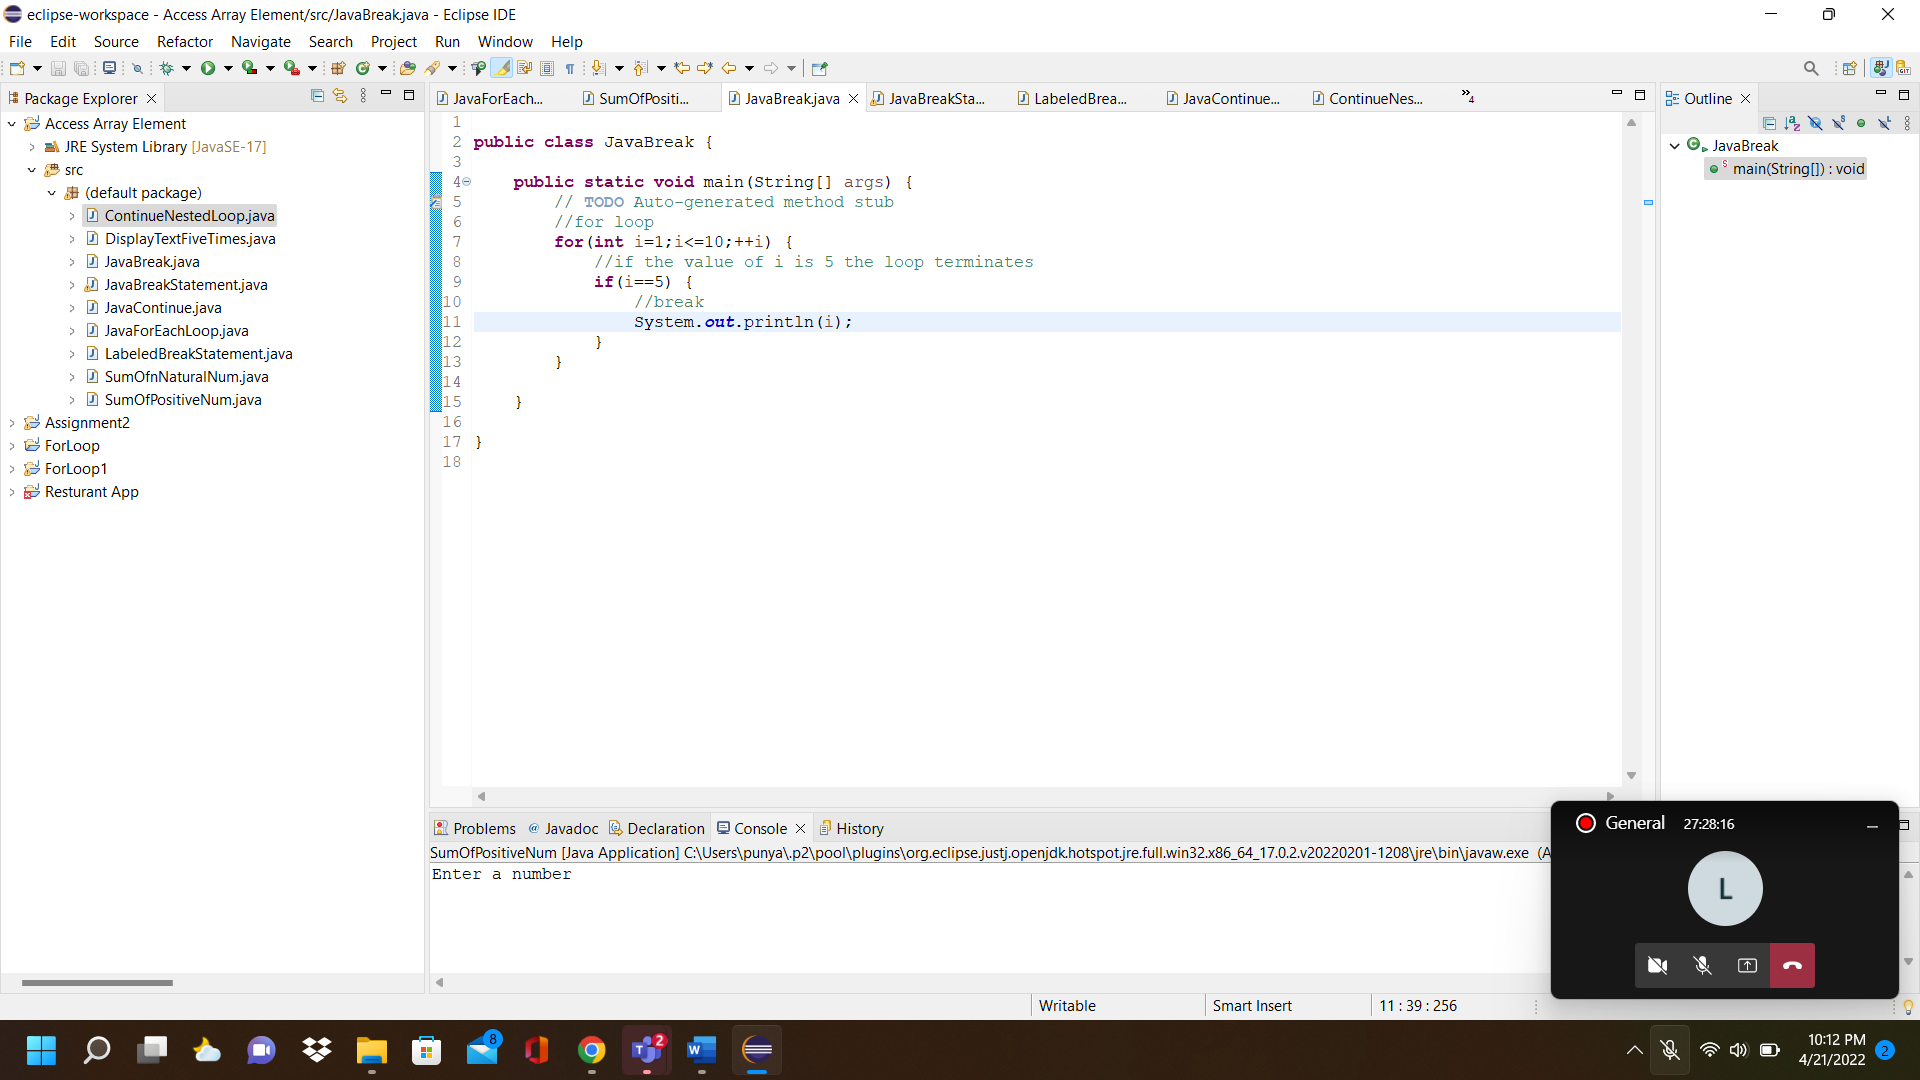 eclipse-workspace - Access Array Element/src/JavaBreak.java - Eclipse IDE
File Edit Source Refactor Navigate Search Project Run Window Help
Package Explorer
JavaForEach... SumOfPositi... JavaBreak.java JavaBreakSta... LabeledBrea... JavaContinue... ContinueNes... »4
Outline
Access Array Element
JRE System Library [JavaSE-17]
src
(default package)
ContinueNestedLoop.java
DisplayTextFiveTimes.java
JavaBreak.java
JavaBreakStatement.java
JavaContinue.java
JavaForEachLoop.java
LabeledBreakStatement.java
SumOfnNaturalNum.java
SumOfPositiveNum.java
Assignment2
ForLoop
ForLoop1
Resturant App
1
2 public class JavaBreak {
3
4 public static void main(String[] args) {
5 // TODO Auto-generated method stub
6 //for loop
7 for(int i=1;i<=10;++i) {
8 //if the value of i is 5 the loop terminates
9 if(i==5) {
10 //break
11 System.out.println(i);
12 }
13 }
14
15 }
16
17 }
18
JavaBreak
main(String[]) : void
Problems Javadoc Declaration Console History
SumOfPositiveNum [Java Application] C:\Users\punya\.p2\pool\plugins\org.eclipse.justj.openjdk.hotspot.jre.full.win32.x86_64_17.0.2.v20220201-1208\jre\bin\javaw.exe (A
Enter a number
General 27:28:16
L
Writable Smart Insert 11 : 39 : 256
8
2
10:12 PM
4/21/2022
2